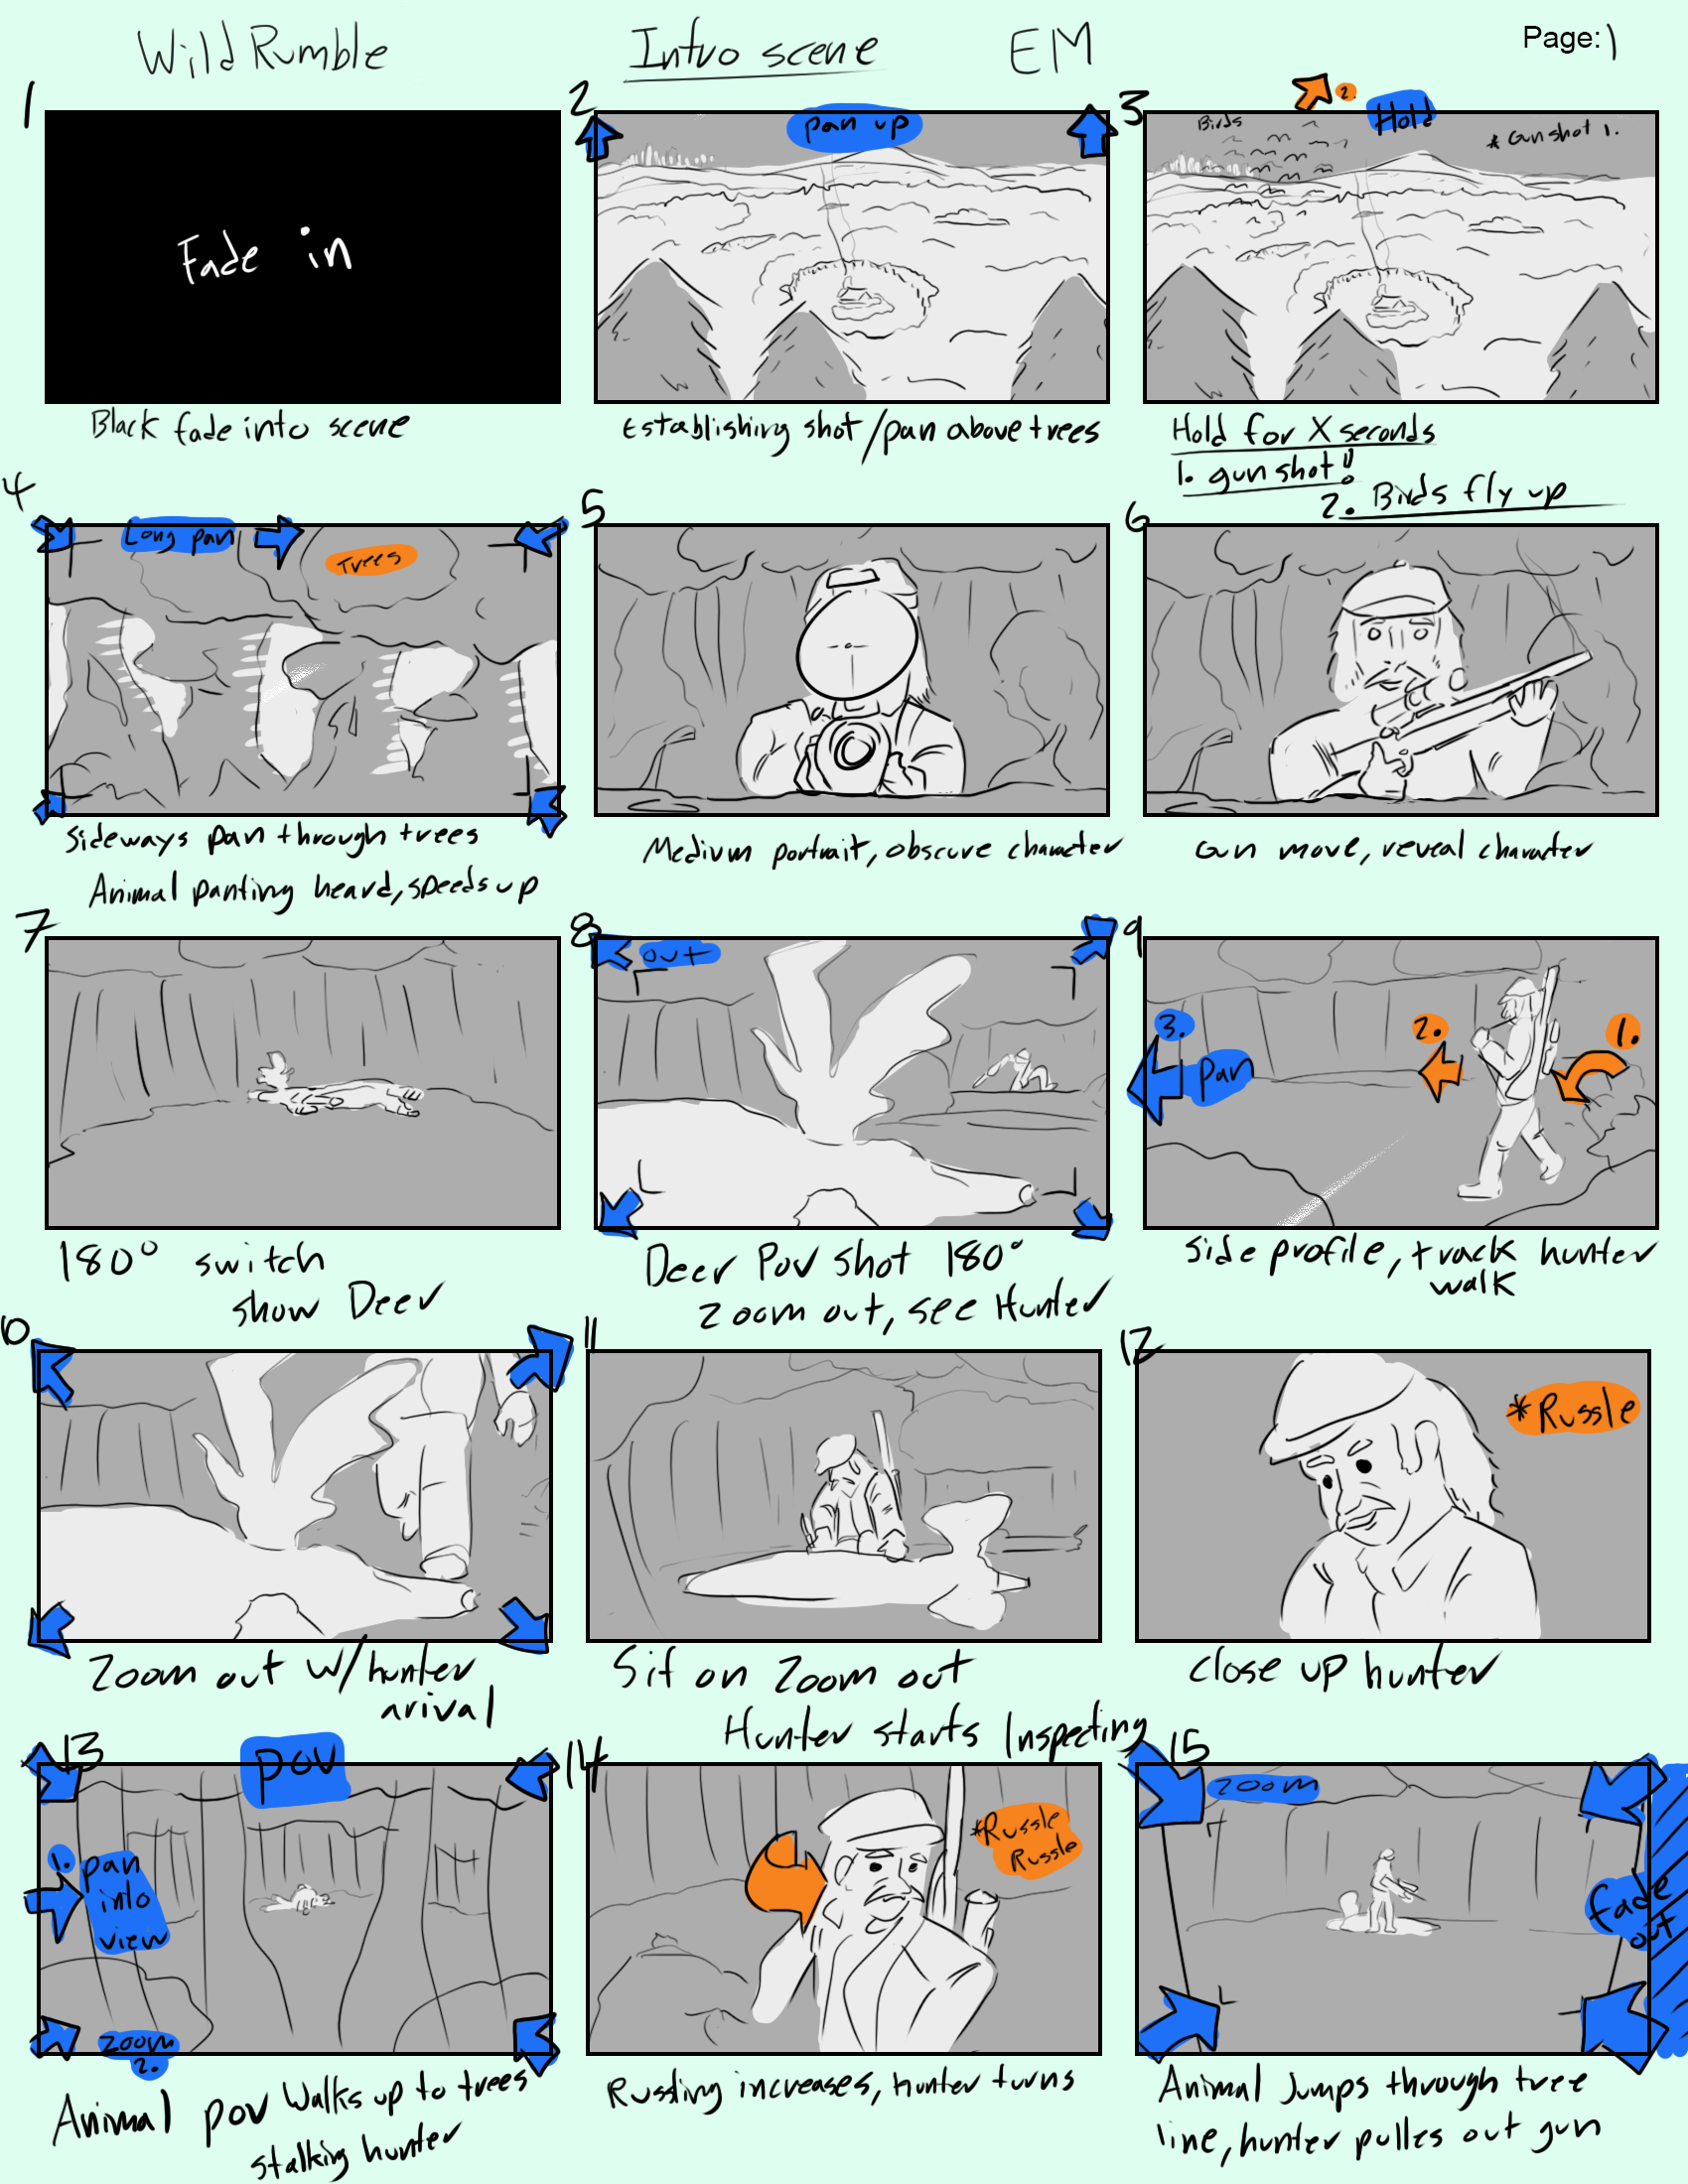 Wild Rumble
Intro scene
EM
Page: 1
1
Fade in
Black fade into scene
2
Pan up
Establishing shot/pan above trees
3
2.
Hold
Birds
* Gunshot 1.
Hold for X seconds
1. gun shot!
2. Birds fly up
4
Long pan
Trees
Sideways pan through trees
Animal panting heard, speeds up
5
Medium portrait, obscure character
6
Gun move, reveal character
7
180° switch
show Deer
8
out
Deer Pov shot 180°
Zoom out, see Hunter
9
3.
Pan
2.
1.
Side profile, track hunter
walk
10
Zoom out w/hunter
arival
11
Sit on Zoom out
Hunter starts Inspecting
12
*Russle
close up hunter
13
POV
1.
Pan
into
view
Zoom
2.
Animal pov Walks up to trees
stalking hunter
14
*Russle
Russle
Russling increases, hunter turns
15
Zoom
fade
out
Animal Jumps through tree
line, hunter pulles out gun